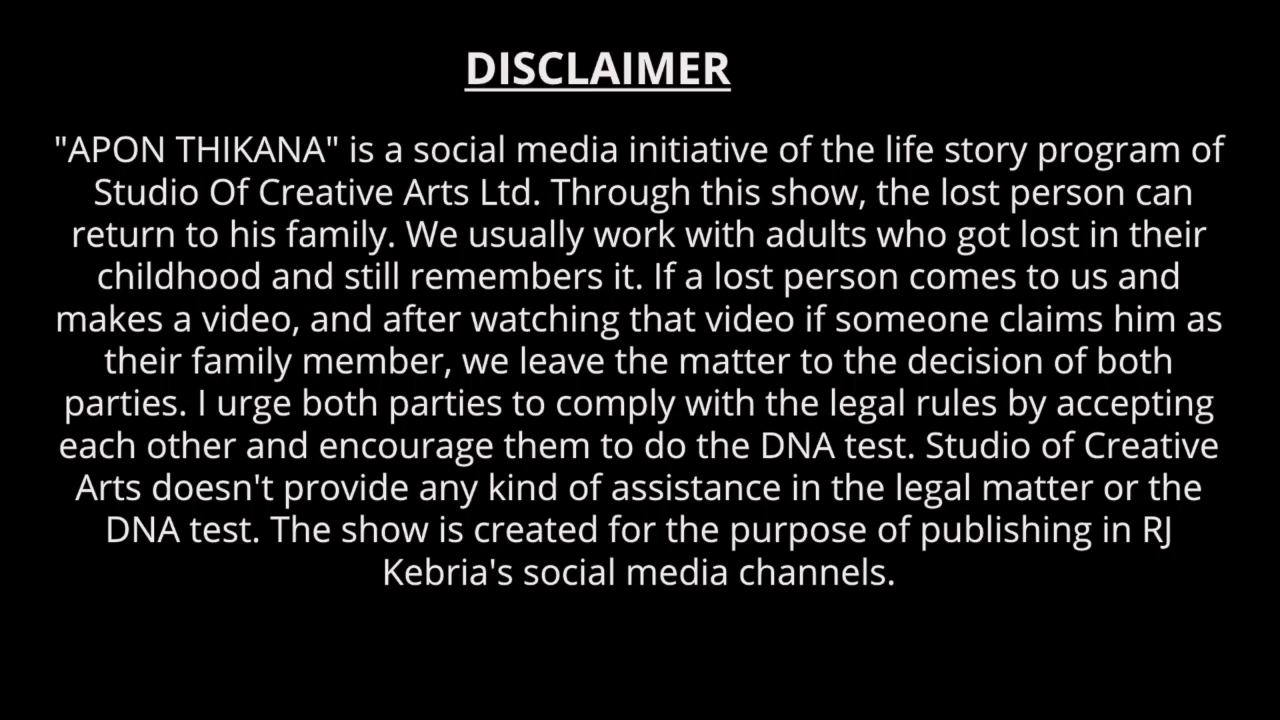 DISCLAIMER
"APON THIKANA" is a social media initiative of the life story program of
Studio Of Creative Arts Ltd. Through this show, the lost person can
return to his family. We usually work with adults who got lost in their
childhood and still remembers it. If a lost person comes to us and
makes a video, and after watching that video if someone claims him as
their family member, we leave the matter to the decision of both
parties. I urge both parties to comply with the legal rules by accepting
each other and encourage them to do the DNA test. Studio of Creative
Arts doesn't provide any kind of assistance in the legal matter or the
DNA test. The show is created for the purpose of publishing in RJ
Kebria's social media channels.